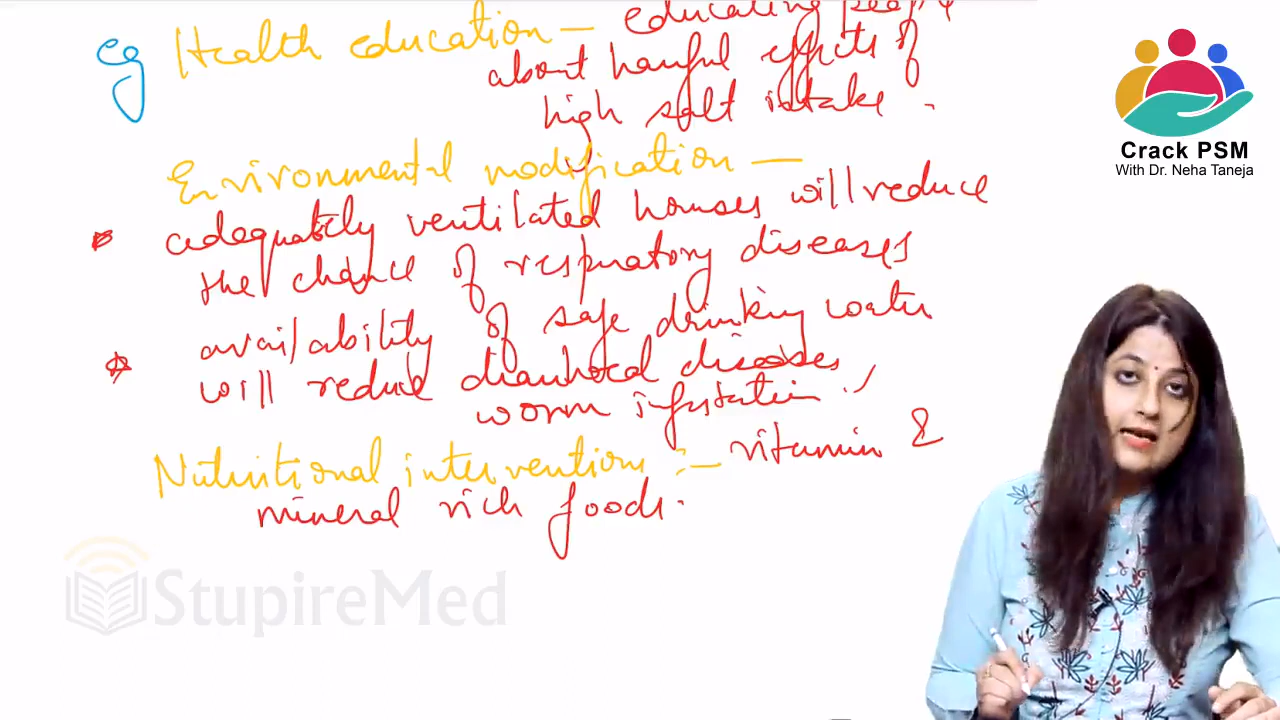 eg Health education - educating people
about harmful effects of
high salt intake.
Environmental modification -
adequately ventilated houses will reduce
the chance of respiratory diseases
availability of safe drinking water
will reduce diarrhoeal diseases
worm infestation.
Nutritional interventions :- vitamin &
mineral rich foods.
Crack PSM
With Dr. Neha Taneja
StupireMed